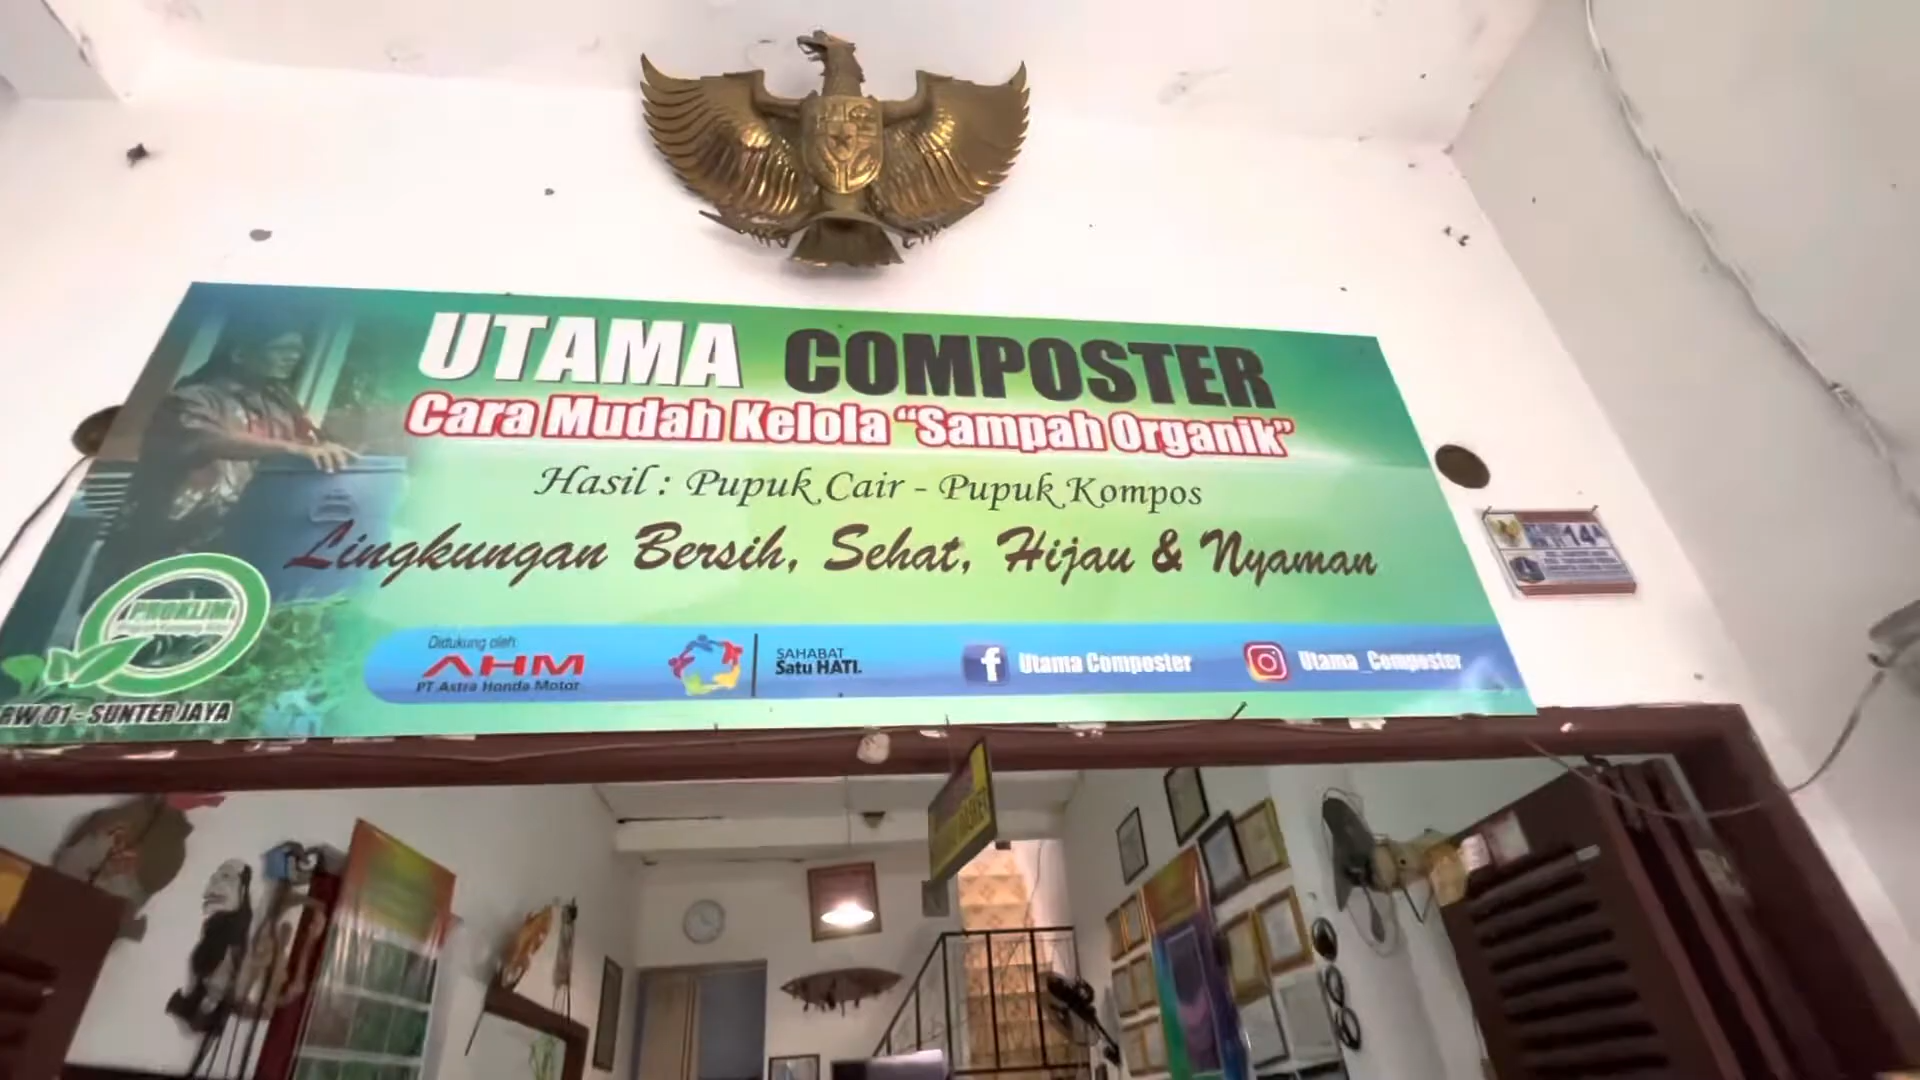 UTAMA COMPOSTER
Cara Mudah Kelola “Sampah Organik”
Hasil : Pupuk Cair - Pupuk Kompos
Lingkungan Bersih, Sehat, Hijau & Nyaman
PROKLIM
RW 01 - SUNTER JAYA
Didukung oleh:
AHM
PT Astra Honda Motor
SAHABAT
Satu HATI.
Utama Composter
Utama_Composter
14A